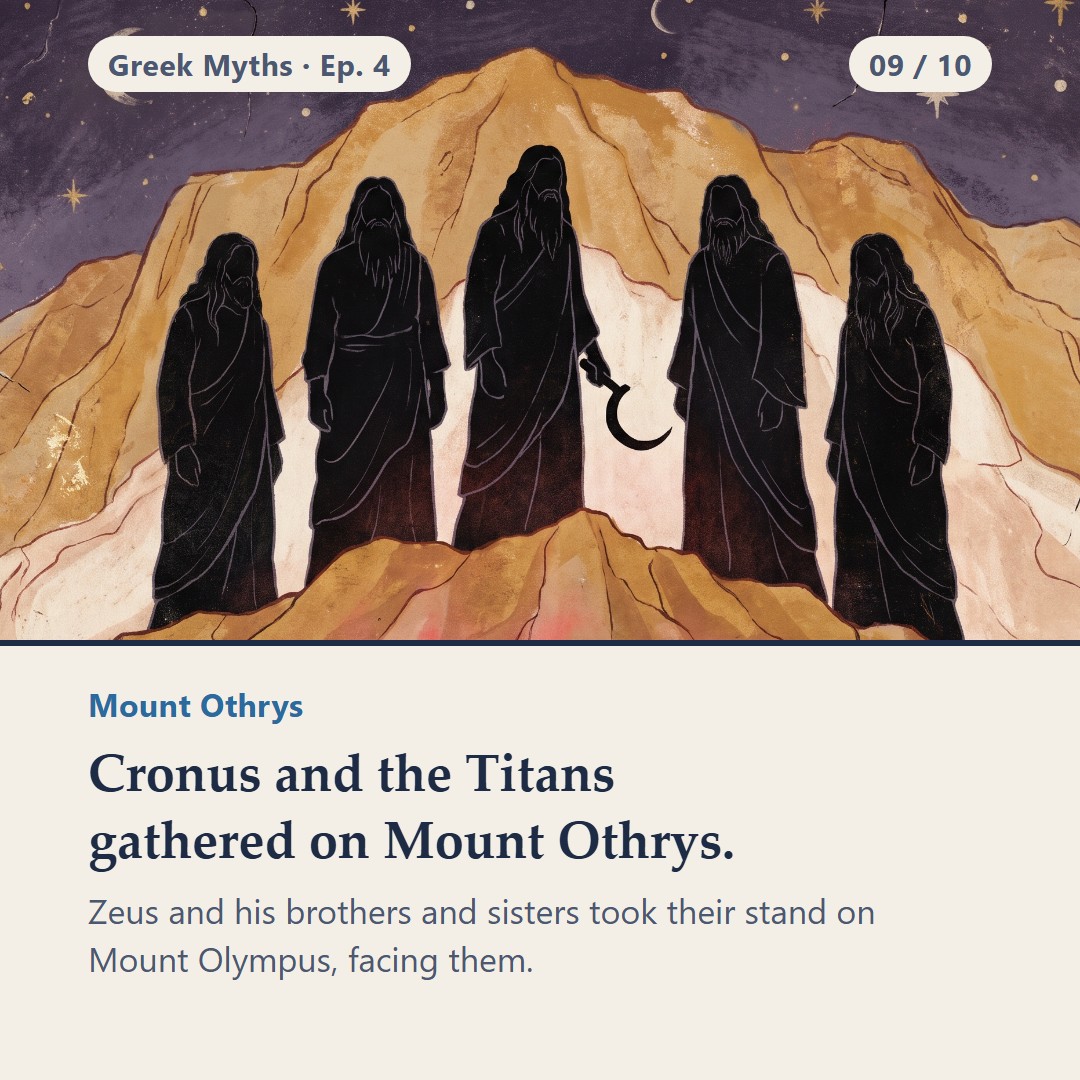 Greek Myths · Ep. 4
09 / 10
Mount Othrys
Cronus and the Titans
gathered on Mount Othrys.
Zeus and his brothers and sisters took their stand on
Mount Olympus, facing them.